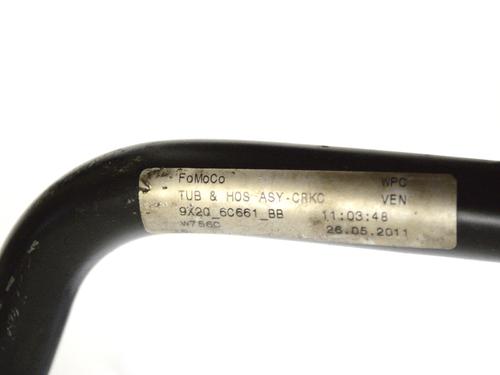 FoMoCo WPC
TUB & HOS ASY-CRKC VEN
9X2Q_6C661_BB 11:03:48
W756C 26.05.2011